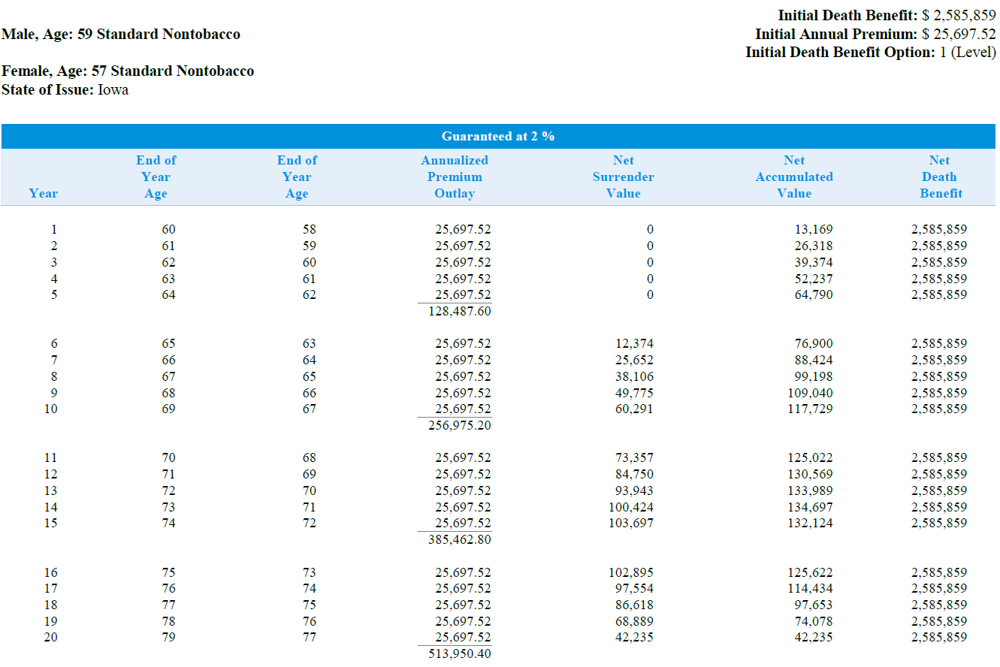 Initial Death Benefit: $ 2,585,859
Male, Age: 59 Standard Nontobacco
Initial Annual Premium: $ 25,697.52
Initial Death Benefit Option: 1 (Level)
Female, Age: 57 Standard Nontobacco
State of Issue: Iowa
Guaranteed at 2 %
End of End of Annualized Net Net Net
Year Year Premium Surrender Accumulated Death
Year Age Age Outlay Value Value Benefit
1 60 58 25,697.52 0 13,169 2,585,859
2 61 59 25,697.52 0 26,318 2,585,859
3 62 60 25,697.52 0 39,374 2,585,859
4 63 61 25,697.52 0 52,237 2,585,859
5 64 62 25,697.52 0 64,790 2,585,859
128,487.60
6 65 63 25,697.52 12,374 76,900 2,585,859
7 66 64 25,697.52 25,652 88,424 2,585,859
8 67 65 25,697.52 38,106 99,198 2,585,859
9 68 66 25,697.52 49,775 109,040 2,585,859
10 69 67 25,697.52 60,291 117,729 2,585,859
256,975.20
11 70 68 25,697.52 73,357 125,022 2,585,859
12 71 69 25,697.52 84,750 130,569 2,585,859
13 72 70 25,697.52 93,943 133,989 2,585,859
14 73 71 25,697.52 100,424 134,697 2,585,859
15 74 72 25,697.52 103,697 132,124 2,585,859
385,462.80
16 75 73 25,697.52 102,895 125,622 2,585,859
17 76 74 25,697.52 97,554 114,434 2,585,859
18 77 75 25,697.52 86,618 97,653 2,585,859
19 78 76 25,697.52 68,889 74,078 2,585,859
20 79 77 25,697.52 42,235 42,235 2,585,859
513,950.40